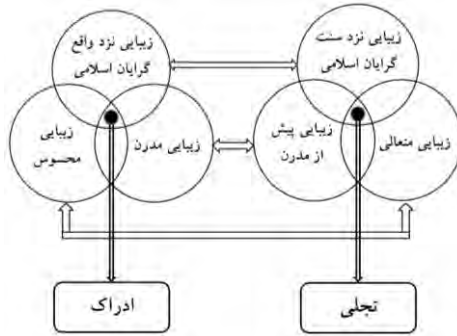 زیبایی نزد سنت
گرایان اسلامی
زیبایی نزد واقع
گرایان اسلامی
زیبایی متعالی
زیبایی پیش
از مدرن
زیبایی مدرن
زیبایی
محسوس
تجلی
ادراک